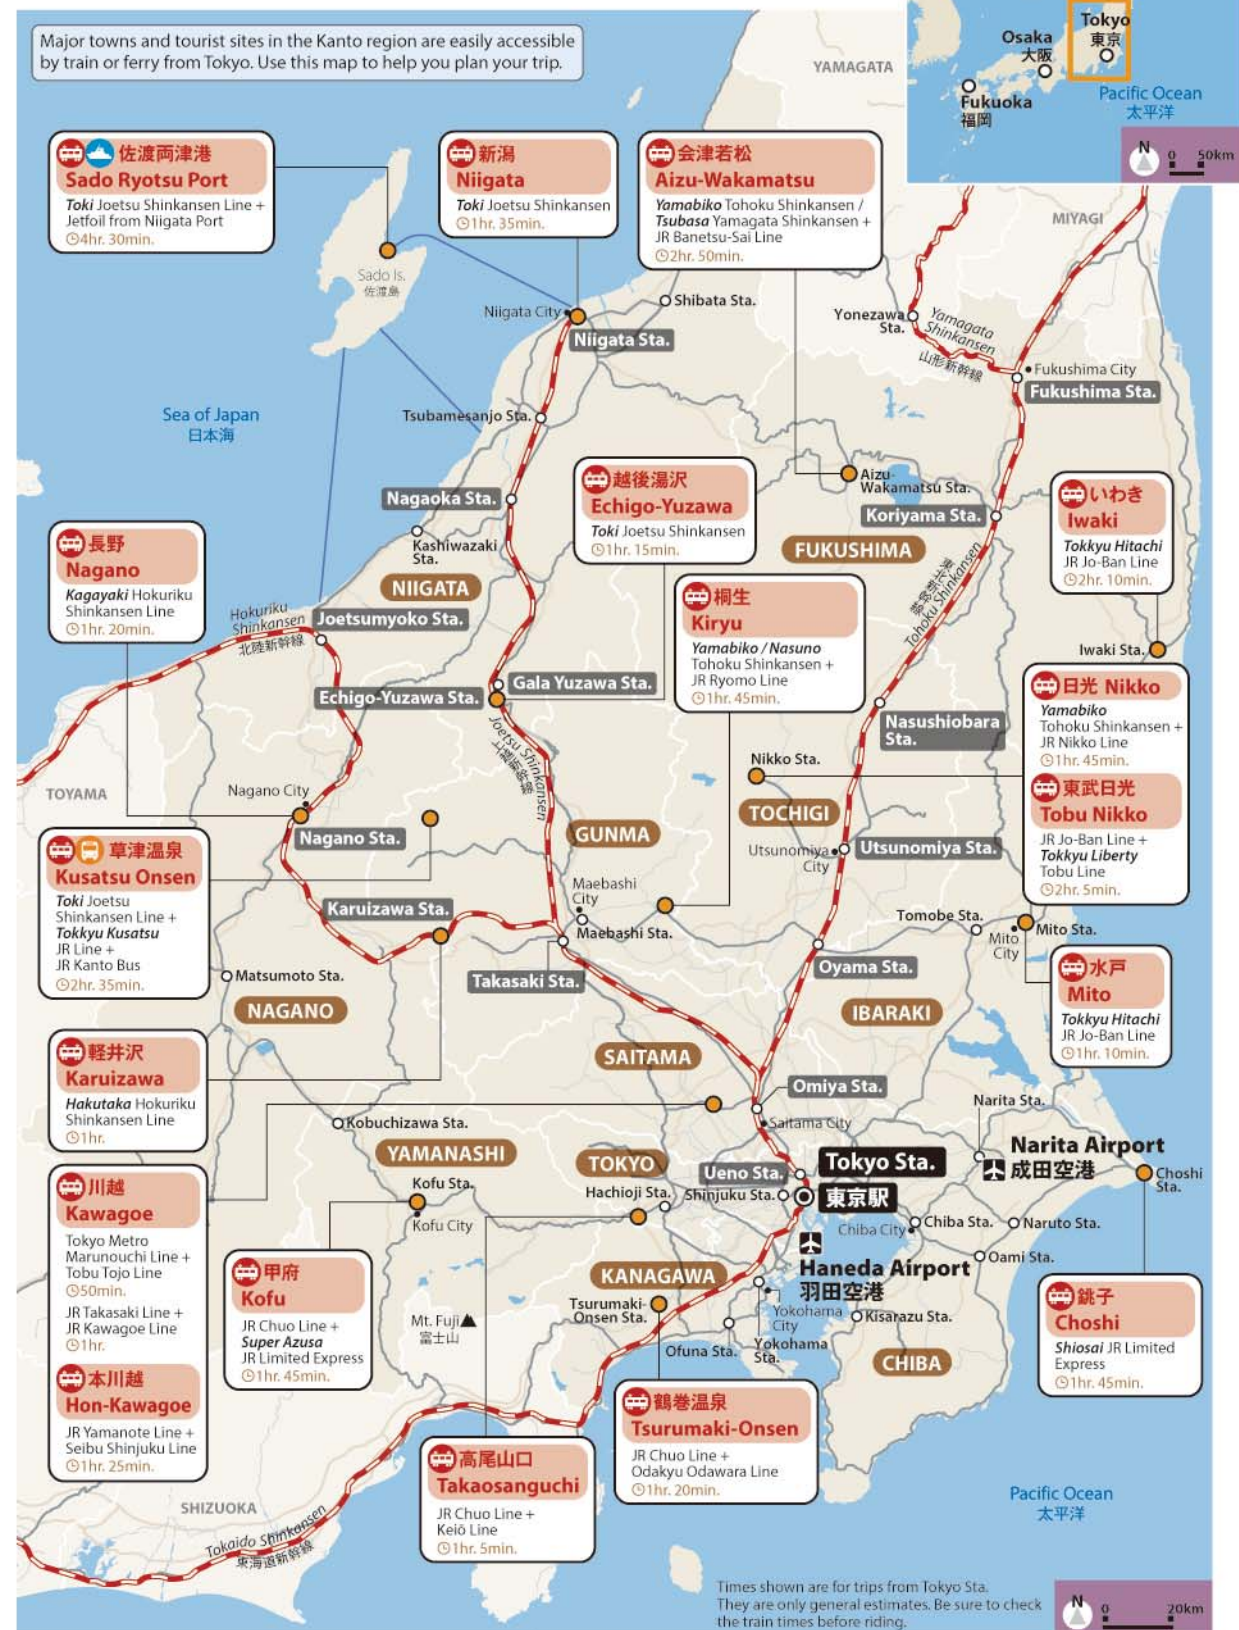 Major towns and tourist sites in the Kanto region are easily accessible
by train or ferry from Tokyo. Use this map to help you plan your trip.
YAMAGATA
Tokyo
東京
Osaka
大阪
Fukuoka
福岡
Pacific Ocean
太平洋
N
0 50km
佐渡両津港
Sado Ryotsu Port
Toki Joetsu Shinkansen Line +
Jetfoil from Niigata Port
4hr. 30min.
新潟
Niigata
Toki Joetsu Shinkansen
1hr. 35min.
会津若松
Aizu-Wakamatsu
Yamabiko Tohoku Shinkansen /
Tsubasa Yamagata Shinkansen +
JR Banetsu-Sai Line
2hr. 50min.
MIYAGI
Sado Is.
佐渡島
Niigata City
Niigata Sta.
Shibata Sta.
Yonezawa
Sta.
Yamagata
Shinkansen
山形新幹線
Fukushima City
Fukushima Sta.
Sea of Japan
日本海
Tsubamesanjo Sta.
Nagaoka Sta.
Kashiwazaki
Sta.
NIIGATA
越後湯沢
Echigo-Yuzawa
Toki Joetsu Shinkansen
1hr. 15min.
Aizu-
Wakamatsu Sta.
Koriyama Sta.
FUKUSHIMA
東北新幹線
Tohoku Shinkansen
いわき
Iwaki
Tokkyu Hitachi
JR Jo-Ban Line
2hr. 10min.
Iwaki Sta.
長野
Nagano
Kagayaki Hokuriku
Shinkansen Line
1hr. 20min.
Hokuriku
Shinkansen
北陸新幹線
Joetsumyoko Sta.
桐生
Kiryu
Yamabiko / Nasuno
Tohoku Shinkansen +
JR Ryomo Line
1hr. 45min.
Gala Yuzawa Sta.
Echigo-Yuzawa Sta.
Joetsu Shinkansen
上越新幹線
Nasushiobara
Sta.
日光 Nikko
Yamabiko
Tohoku Shinkansen +
JR Nikko Line
1hr. 45min.
東武日光
Tobu Nikko
JR Jo-Ban Line +
Tokkyu Liberty
Tobu Line
2hr. 5min.
Nikko Sta.
TOCHIGI
Utsunomiya
City
Utsunomiya Sta.
TOYAMA
Nagano City
Nagano Sta.
GUNMA
草津温泉
Kusatsu Onsen
Toki Joetsu
Shinkansen Line +
Tokkyu Kusatsu
JR Line +
JR Kanto Bus
2hr. 35min.
Karuizawa Sta.
Maebashi
City
Maebashi Sta.
Takasaki Sta.
Tomobe Sta.
Mito
City
Mito Sta.
Oyama Sta.
Matsumoto Sta.
NAGANO
IBARAKI
水戸
Mito
Tokkyu Hitachi
JR Jo-Ban Line
1hr. 10min.
軽井沢
Karuizawa
Hakutaka Hokuriku
Shinkansen Line
1hr.
SAITAMA
Omiya Sta.
Saitama City
Kobuchizawa Sta.
YAMANASHI
TOKYO
Ueno Sta.
Tokyo Sta.
東京駅
Shinjuku Sta.
Hachioji Sta.
Narita Sta.
Narita Airport
成田空港
Choshi
Sta.
川越
Kawagoe
Tokyo Metro
Marunouchi Line +
Tobu Tojo Line
50min.
JR Takasaki Line +
JR Kawagoe Line
1hr.
本川越
Hon-Kawagoe
JR Yamanote Line +
Seibu Shinjuku Line
1hr. 25min.
Kofu Sta.
Kofu City
Chiba City
Chiba Sta.
Naruto Sta.
Oami Sta.
Haneda Airport
羽田空港
甲府
Kofu
JR Chuo Line +
Super Azusa
JR Limited Express
1hr. 45min.
KANAGAWA
Tsurumaki-
Onsen Sta.
Mt. Fuji
富士山
Yokohama
City
Yokohama
Sta.
Ofuna Sta.
Kisarazu Sta.
CHIBA
銚子
Choshi
Shiosai JR Limited
Express
1hr. 45min.
鶴巻温泉
Tsurumaki-Onsen
JR Chuo Line +
Odakyu Odawara Line
1hr. 20min.
高尾山口
Takaosanguchi
JR Chuo Line +
Keiō Line
1hr. 5min.
SHIZUOKA
Tokaido Shinkansen
東海道新幹線
Pacific Ocean
太平洋
Times shown are for trips from Tokyo Sta.
They are only general estimates. Be sure to check
the train times before riding.
N
0 20km